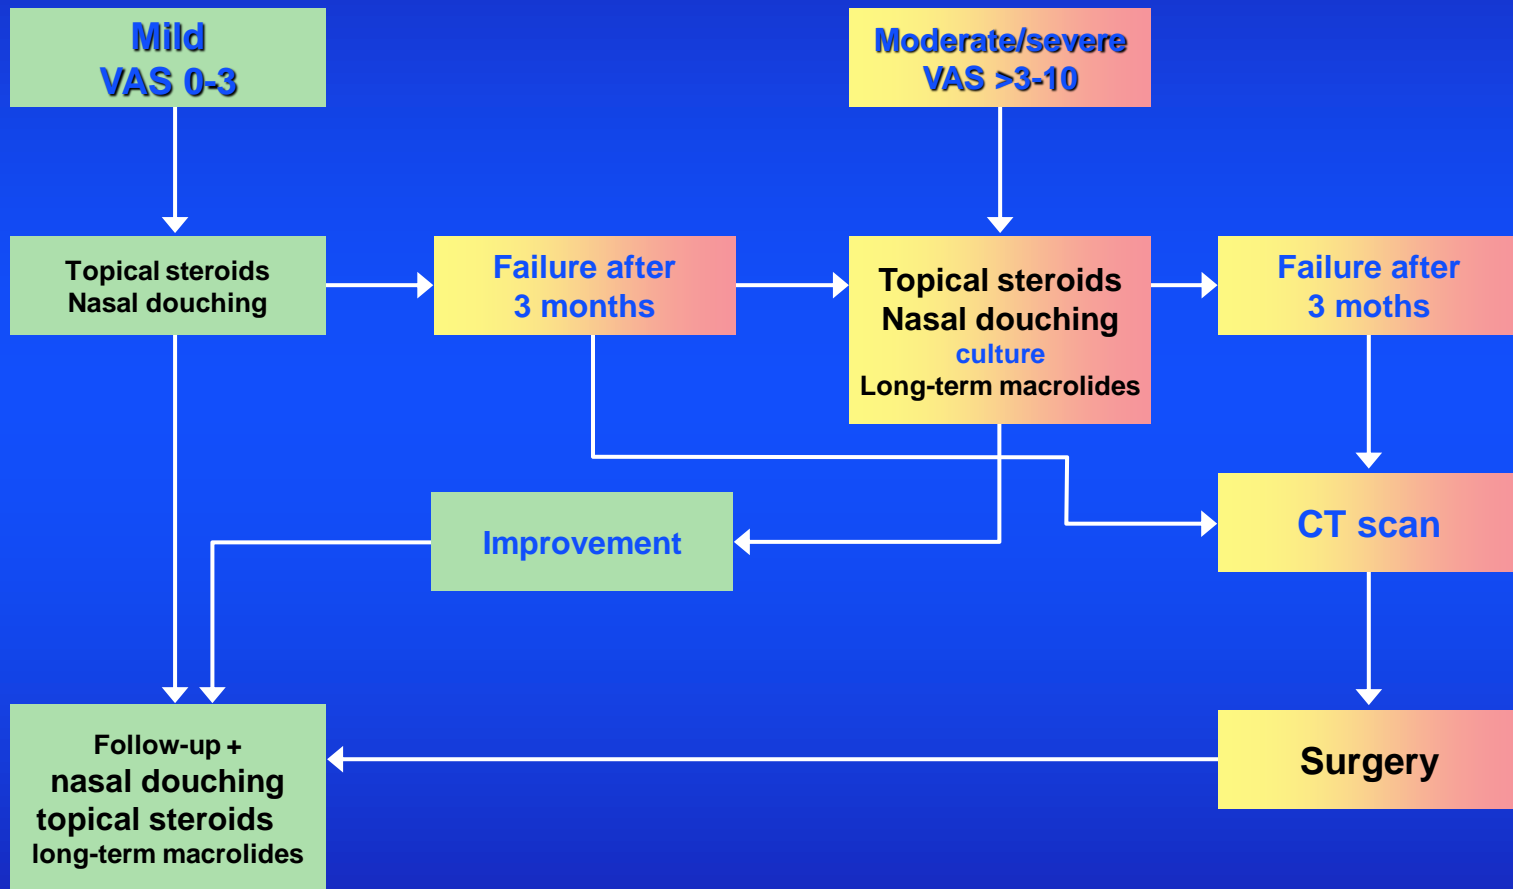 Mild
VAS 0-3
Moderate/severe
VAS >3-10
Topical steroids
Nasal douching
Failure after
3 months
Topical steroids
Nasal douching
culture
Long-term macrolides
Failure after
3 moths
Improvement
CT scan
Follow-up +
nasal douching
topical steroids
long-term macrolides
Surgery